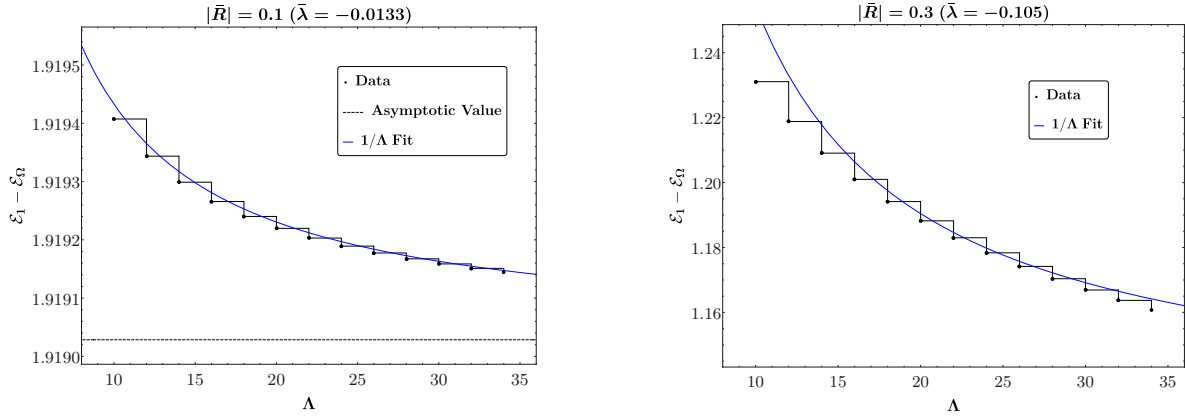 |R̄| = 0.1 (λ̄ = −0.0133)
1.9195
1.9194
1.9193
1.9192
1.9191
1.9190
ℰ₁ − ℰ_Ω
Data
Asymptotic Value
1/Λ Fit
10 15 20 25 30 35
Λ
|R̄| = 0.3 (λ̄ = −0.105)
1.24
1.22
1.20
1.18
1.16
ℰ₁ − ℰ_Ω
Data
1/Λ Fit
10 15 20 25 30 35
Λ